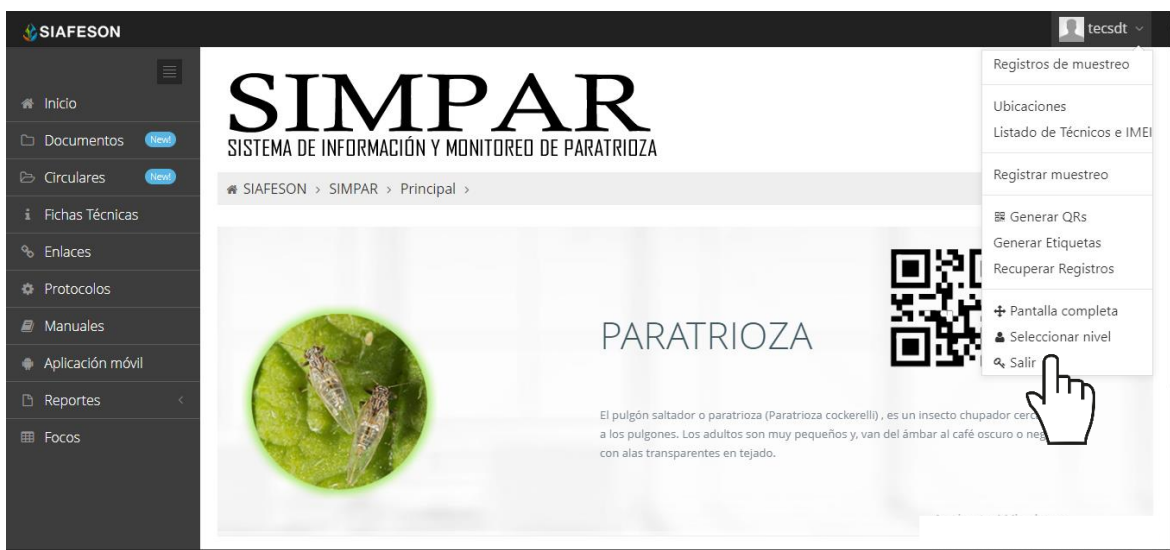 SIAFESON
tecsdt
Inicio
Documentos New!
Circulares New!
Fichas Técnicas
Enlaces
Protocolos
Manuales
Aplicación móvil
Reportes
Focos
SIMPAR
SISTEMA DE INFORMACIÓN Y MONITOREO DE PARATRIOZA
SIAFESON > SIMPAR > Principal >
Registros de muestreo
Ubicaciones
Listado de Técnicos e IMEI
Registrar muestreo
Generar QRs
Generar Etiquetas
Recuperar Registros
Pantalla completa
Seleccionar nivel
Salir
PARATRIOZA
El pulgón saltador o paratrioza (Paratrioza cockerelli) , es un insecto chupador
a los pulgones. Los adultos son muy pequeños y, van del ámbar al café oscuro o
con alas transparentes en tejado.